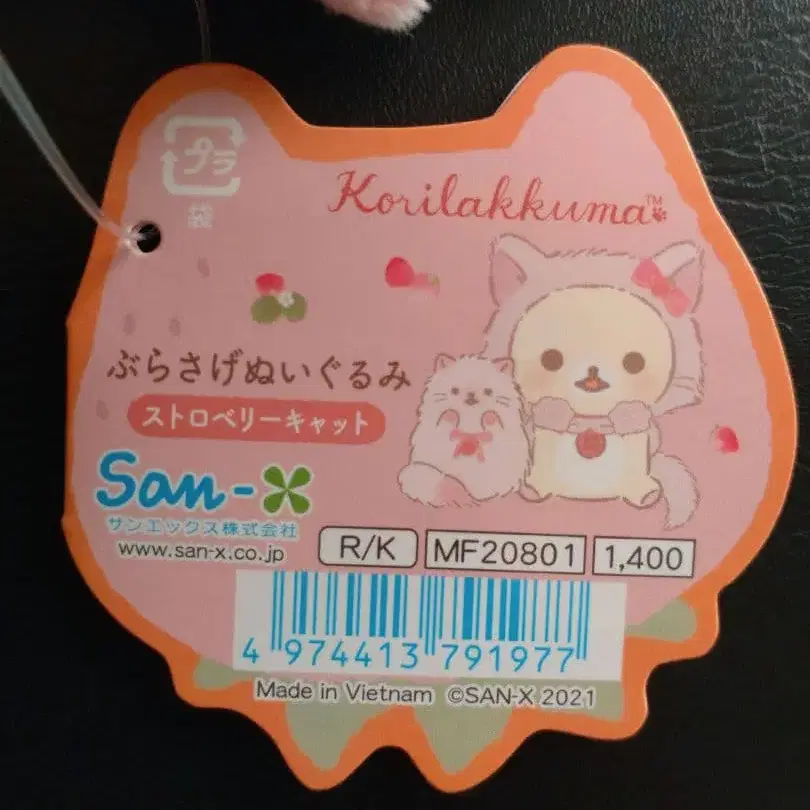 プラ
袋
Korilakkuma™
ぶらさげぬいぐるみ
ストロベリーキャット
San-X
サンエックス株式会社
www.san-x.co.jp
R/K MF20801 1,400
4 974413 791977
Made in Vietnam ©SAN-X 2021